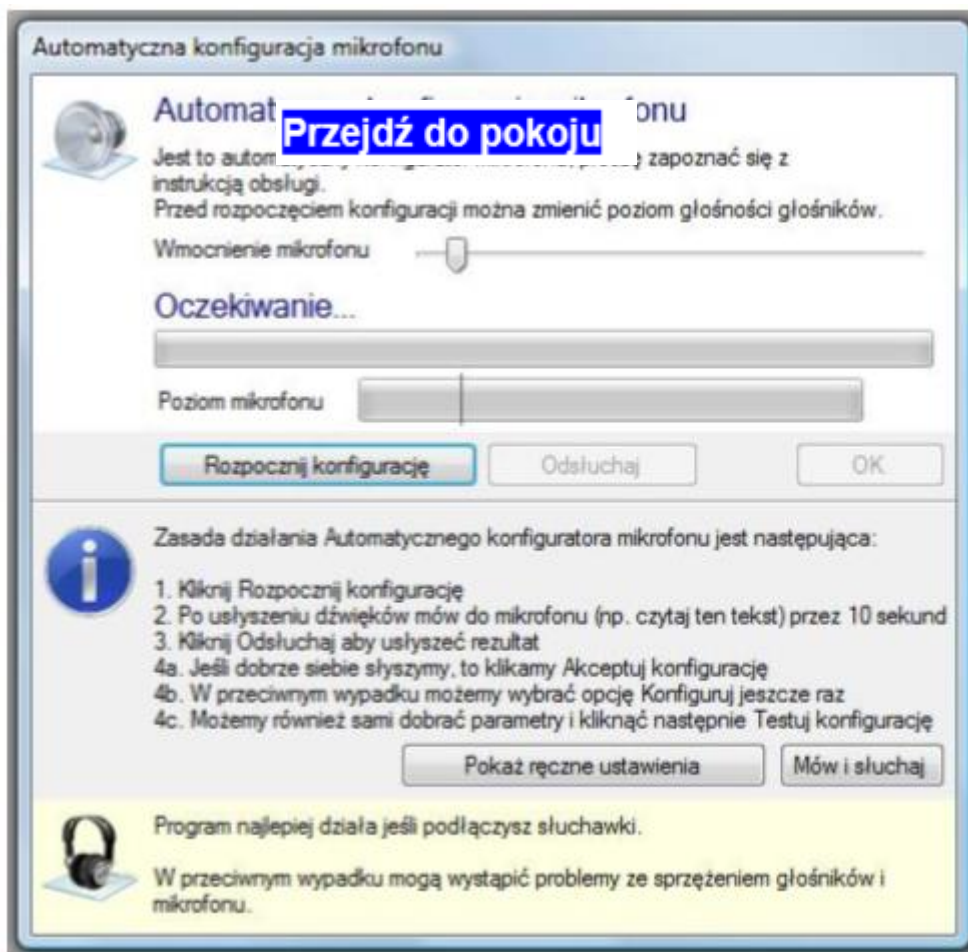 Automatyczna konfiguracja mikrofonu
Automat onu
Przejdź do pokoju
Jest to zapoznać się z
instrukcją obsługi.
Przed rozpoczęciem konfiguracji można zmienić poziom głośności głośników.
Wmocnienie mikrofonu
Oczekiwanie...
Poziom mikrofonu
Rozpocznij konfigurację Odsłuchaj OK
Zasada działania Automatycznego konfiguratora mikrofonu jest następująca:
1. Kliknij Rozpocznij konfigurację
2. Po usłyszeniu dźwięków mów do mikrofonu (np. czytaj ten tekst) przez 10 sekund
3. Kliknij Odsłuchaj aby usłyszeć rezultat
4a. Jeśli dobrze siebie słyszymy, to klikamy Akceptuj konfigurację
4b. W przeciwnym wypadku możemy wybrać opcję Konfiguruj jeszcze raz
4c. Możemy również sami dobrać parametry i kliknąć następnie Testuj konfigurację
Pokaż ręczne ustawienia Mów i słuchaj
Program najlepiej działa jeśli podłączysz słuchawki.
W przeciwnym wypadku mogą wystąpić problemy ze sprzężeniem głośników i
mikrofonu.